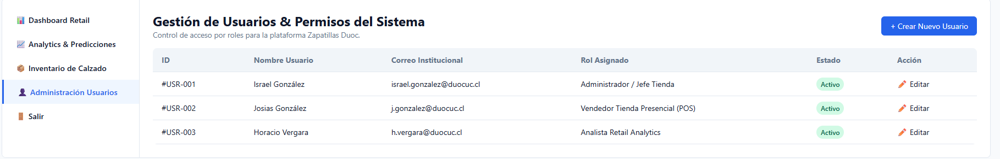 Dashboard Retail
Analytics & Predicciones
Inventario de Calzado
Administración Usuarios
Salir
Gestión de Usuarios & Permisos del Sistema
Control de acceso por roles para la plataforma Zapatillas Duoc.
+ Crear Nuevo Usuario
ID Nombre Usuario Correo Institucional Rol Asignado Estado Acción
#USR-001 Israel González israel.gonzalez@duocuc.cl Administrador / Jefe Tienda Activo Editar
#USR-002 Josias González j.gonzalez@duocuc.cl Vendedor Tienda Presencial (POS) Activo Editar
#USR-003 Horacio Vergara h.vergara@duocuc.cl Analista Retail Analytics Activo Editar